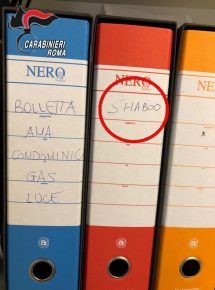 CARABINIERI
ROMA
NERO
BOLLETTA
AMA
CONDOMINIO
GAS
LUCE
a
NERO
SHABOO
a
a